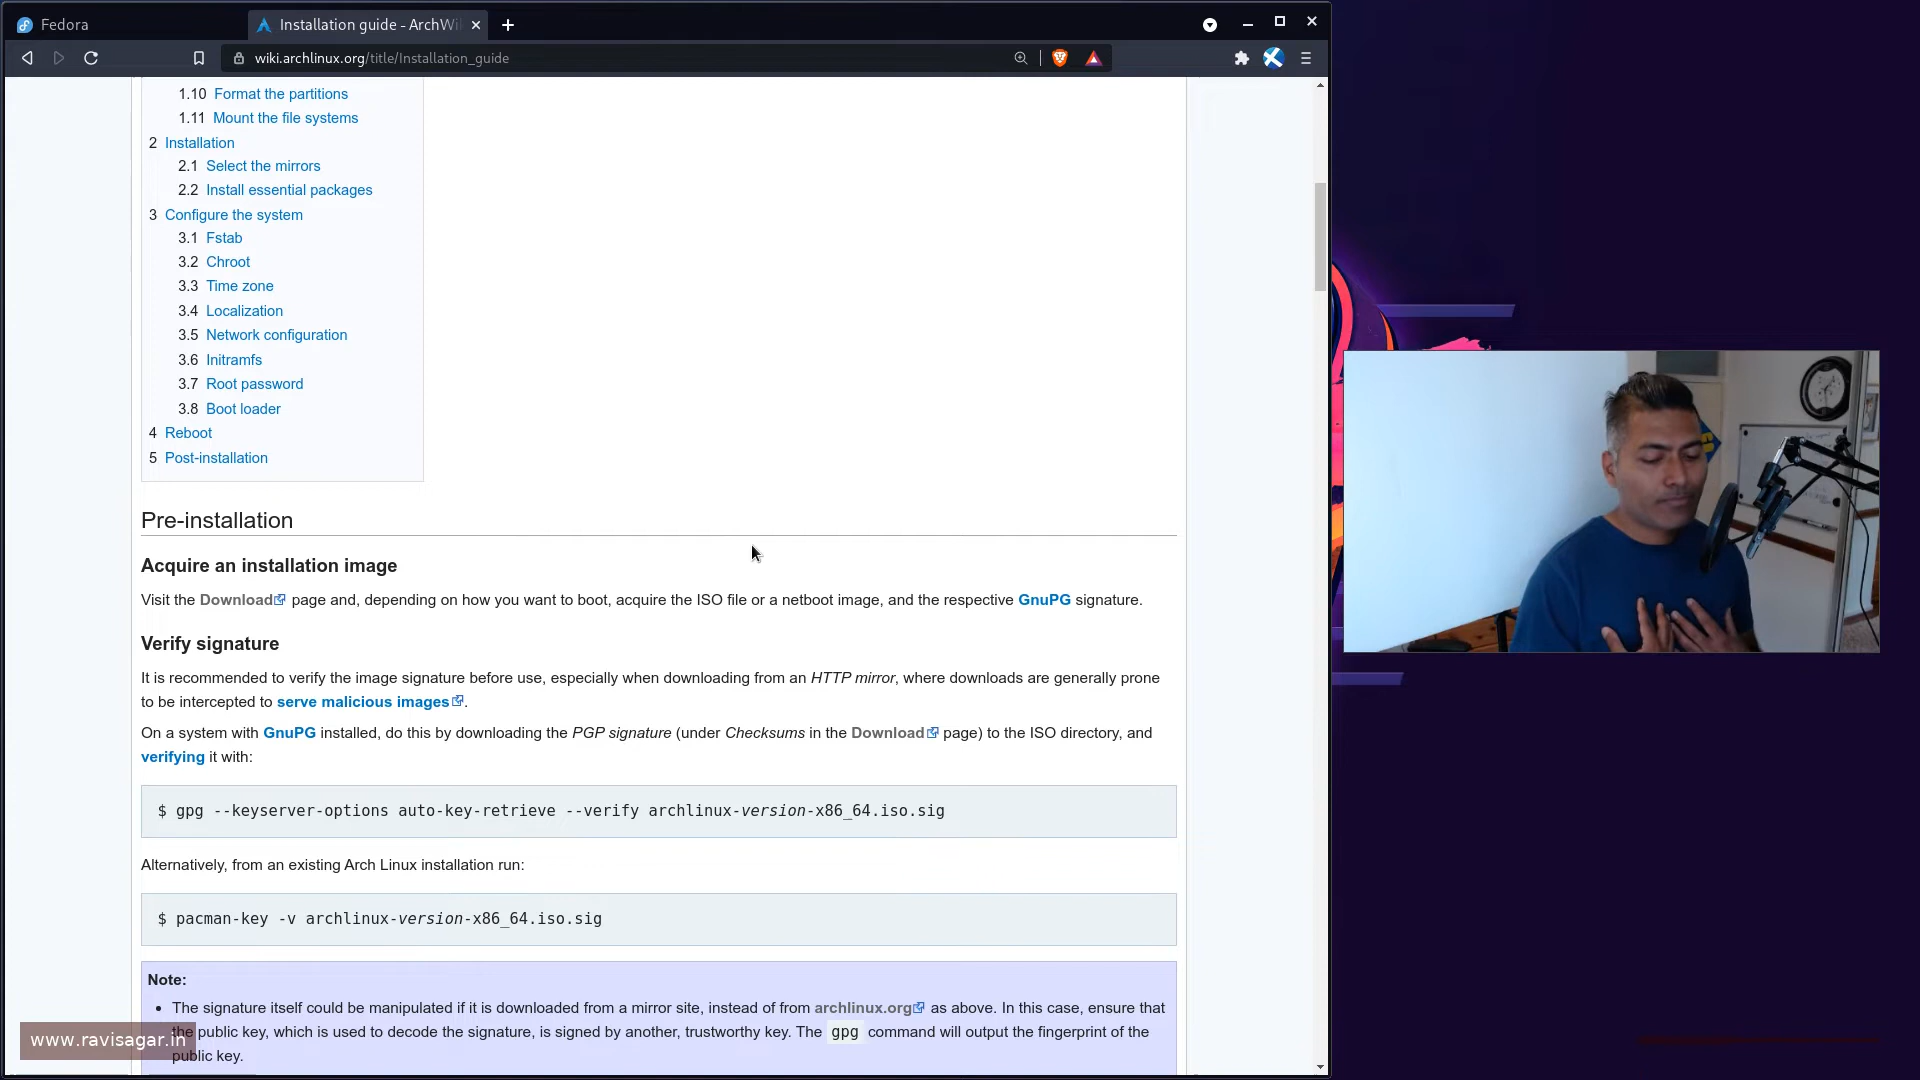 Fedora
Installation guide - ArchWi
wiki.archlinux.org/title/Installation_guide
1.10 Format the partitions
1.11 Mount the file systems
2 Installation
2.1 Select the mirrors
2.2 Install essential packages
3 Configure the system
3.1 Fstab
3.2 Chroot
3.3 Time zone
3.4 Localization
3.5 Network configuration
3.6 Initramfs
3.7 Root password
3.8 Boot loader
4 Reboot
5 Post-installation
Pre-installation
Acquire an installation image
Visit the Download page and, depending on how you want to boot, acquire the ISO file or a netboot image, and the respective GnuPG signature.
Verify signature
It is recommended to verify the image signature before use, especially when downloading from an HTTP mirror, where downloads are generally prone
to be intercepted to serve malicious images.
On a system with GnuPG installed, do this by downloading the PGP signature (under Checksums in the Download page) to the ISO directory, and
verifying it with:
$ gpg --keyserver-options auto-key-retrieve --verify archlinux-version-x86_64.iso.sig
Alternatively, from an existing Arch Linux installation run:
$ pacman-key -v archlinux-version-x86_64.iso.sig
Note:
• The signature itself could be manipulated if it is downloaded from a mirror site, instead of from archlinux.org as above. In this case, ensure that
the public key, which is used to decode the signature, is signed by another, trustworthy key. The gpg command will output the fingerprint of the
public key.
www.ravisagar.in